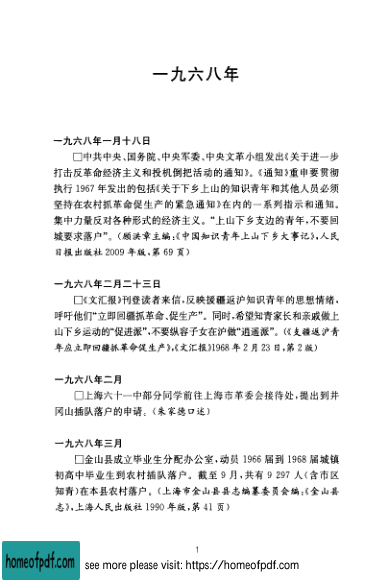 一九六八年
一九六八年一月十八日
□中共中央、国务院、中央军委、中央文革小组发出《关于进一步
打击反革命经济主义和投机倒把活动的通知》。《通知》重申要贯彻
执行 1967 年发出的包括《关于下乡上山的知识青年和其他人员必须
坚持在农村抓革命促生产的紧急通知》在内的一系列指示和通知。
集中力量反对各种形式的经济主义。“上山下乡支边的青年,不要回
城要求落户”。(顾洪章主编:《中国知识青年上山下乡大事记》,人民
日报出版社 2009 年版,第 69 页)
一九六八年二月二十三日
□《文汇报》刊登读者来信,反映援疆返沪知识青年的思想情绪,
呼吁他们“立即回疆抓革命、促生产”。同时,希望知青家长和亲戚做上
山下乡运动的“促进派”,不要纵容子女在沪做“逍遥派”。(《支疆返沪青
年应立即回疆抓革命促生产》,《文汇报》1968 年 2 月 23 日,第 2 版)
一九六八年二月
□上海六十一中部分同学前往上海市革委会接待处,提出到井
冈山插队落户的申请。(朱家德口述)
一九六八年三月
□金山县成立毕业生分配办公室,动员 1966 届到 1968 届城镇
初高中毕业生到农村插队落户。截至 9 月,共有 9 297 人(含市区
知青)在本县农村落户。(上海市金山县县志编纂委员会编:《金山县
志》,上海人民出版社 1990 年版,第 41 页)
1
homeofpdf.com
see more please visit: https://homeofpdf.com